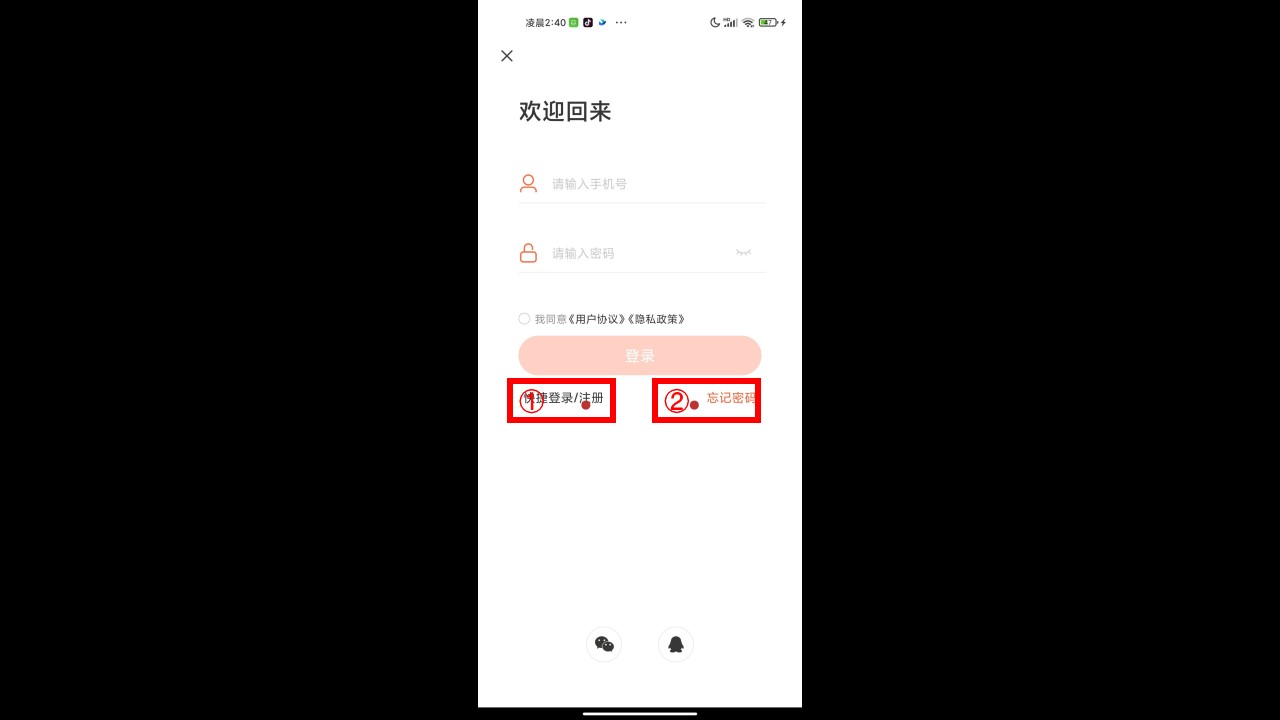 凌晨2:40
47
欢迎回来
请输入手机号
请输入密码
我同意《用户协议》《隐私政策》
登录
①快捷登录/注册 ②忘记密码